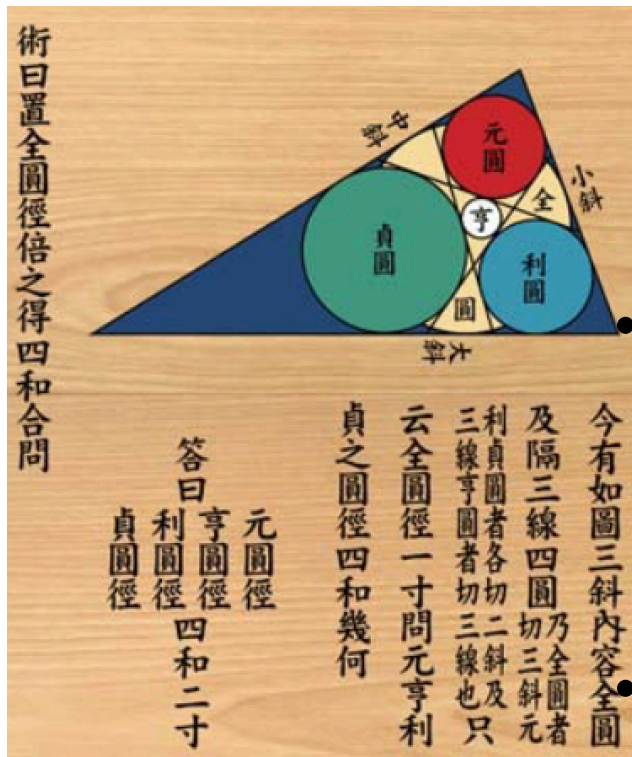 元圓
中斜
小斜
全
亨
貞圓
利圓
圓
大斜
今有如圖三斜內容全圓
及隔三線四圓
乃全圓者
切三斜元
利貞圓者各切二斜及
三線亨圓者切三線也
只
云全圓徑一寸問元亨利
貞之圓徑四和幾何
答曰
元圓徑
亨圓徑
利圓徑
貞圓徑
四和二寸
術曰置全圓徑倍之得四和合問